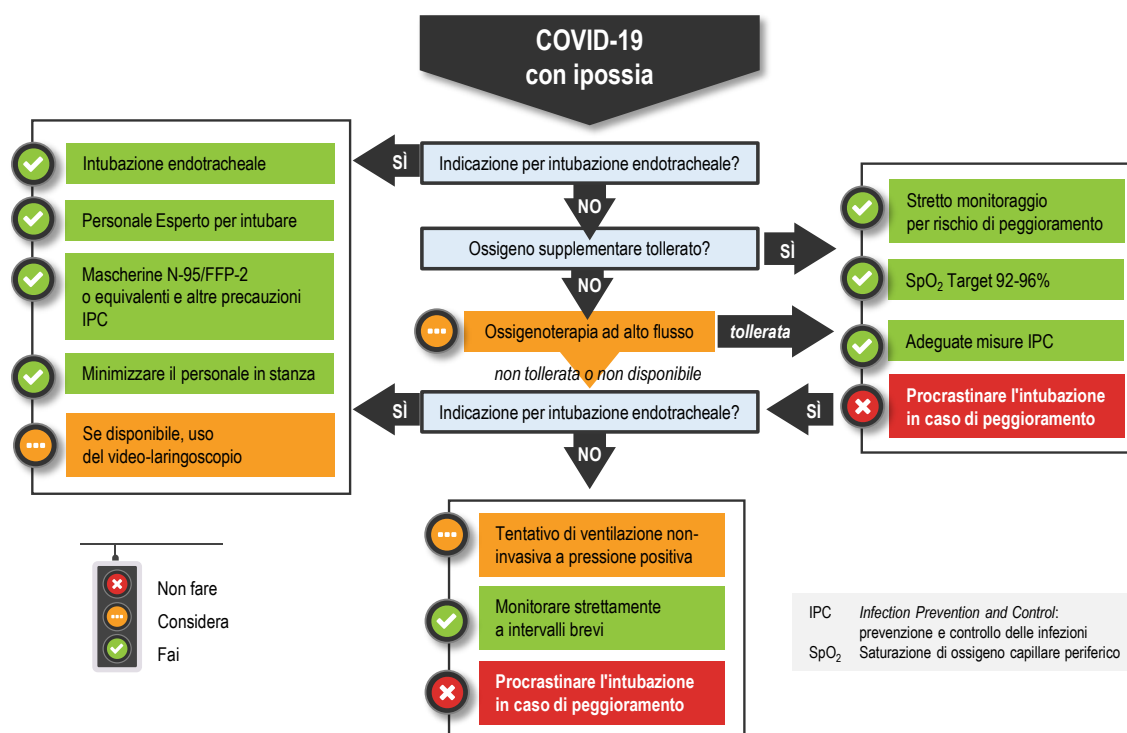 COVID-19
con ipossia
Indicazione per intubazione endotracheale?
SÌ
NO
Intubazione endotracheale
Personale Esperto per intubare
Mascherine N-95/FFP-2
o equivalenti e altre precauzioni
IPC
Minimizzare il personale in stanza
Se disponibile, uso
del video-laringoscopio
Ossigeno supplementare tollerato?
SÌ
NO
Stretto monitoraggio
per rischio di peggioramento
SpO₂ Target 92-96%
Adeguate misure IPC
Procrastinare l'intubazione
in caso di peggioramento
Ossigenoterapia ad alto flusso
tollerata
non tollerata o non disponibile
Indicazione per intubazione endotracheale?
SÌ
SÌ
NO
Tentativo di ventilazione non-
invasiva a pressione positiva
Monitorare strettamente
a intervalli brevi
Procrastinare l'intubazione
in caso di peggioramento
Non fare
Considera
Fai
IPC Infection Prevention and Control:
prevenzione e controllo delle infezioni
SpO₂ Saturazione di ossigeno capillare periferico